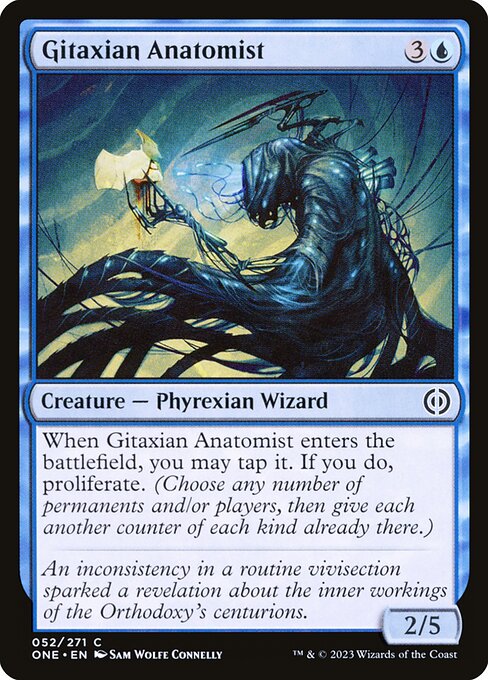 Gitaxian Anatomist 3
Creature — Phyrexian Wizard
When Gitaxian Anatomist enters the
battlefield, you may tap it. If you do,
proliferate. (Choose any number of
permanents and/or players, then give each
another counter of each kind already there.)
An inconsistency in a routine vivisection
sparked a revelation about the inner workings
of the Orthodoxy's centurions.
2/5
052/271 C
ONE • EN Sam Wolfe Connelly
™ & © 2023 Wizards of the Coast